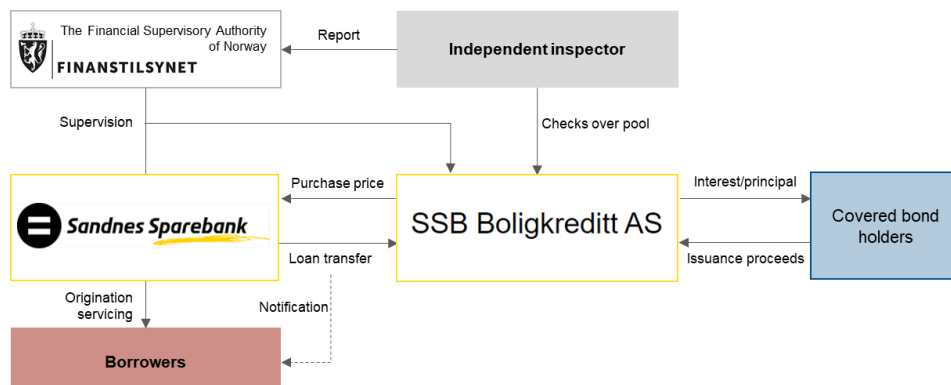 The Financial Supervisory Authority
of Norway
FINANSTILSYNET
Report
Independent inspector
Supervision
Checks over pool
Sandnes Sparebank
Purchase price
SSB Boligkreditt AS
Interest/principal
Covered bond
holders
Loan transfer
Issuance proceeds
Origination
servicing
Notification
Borrowers